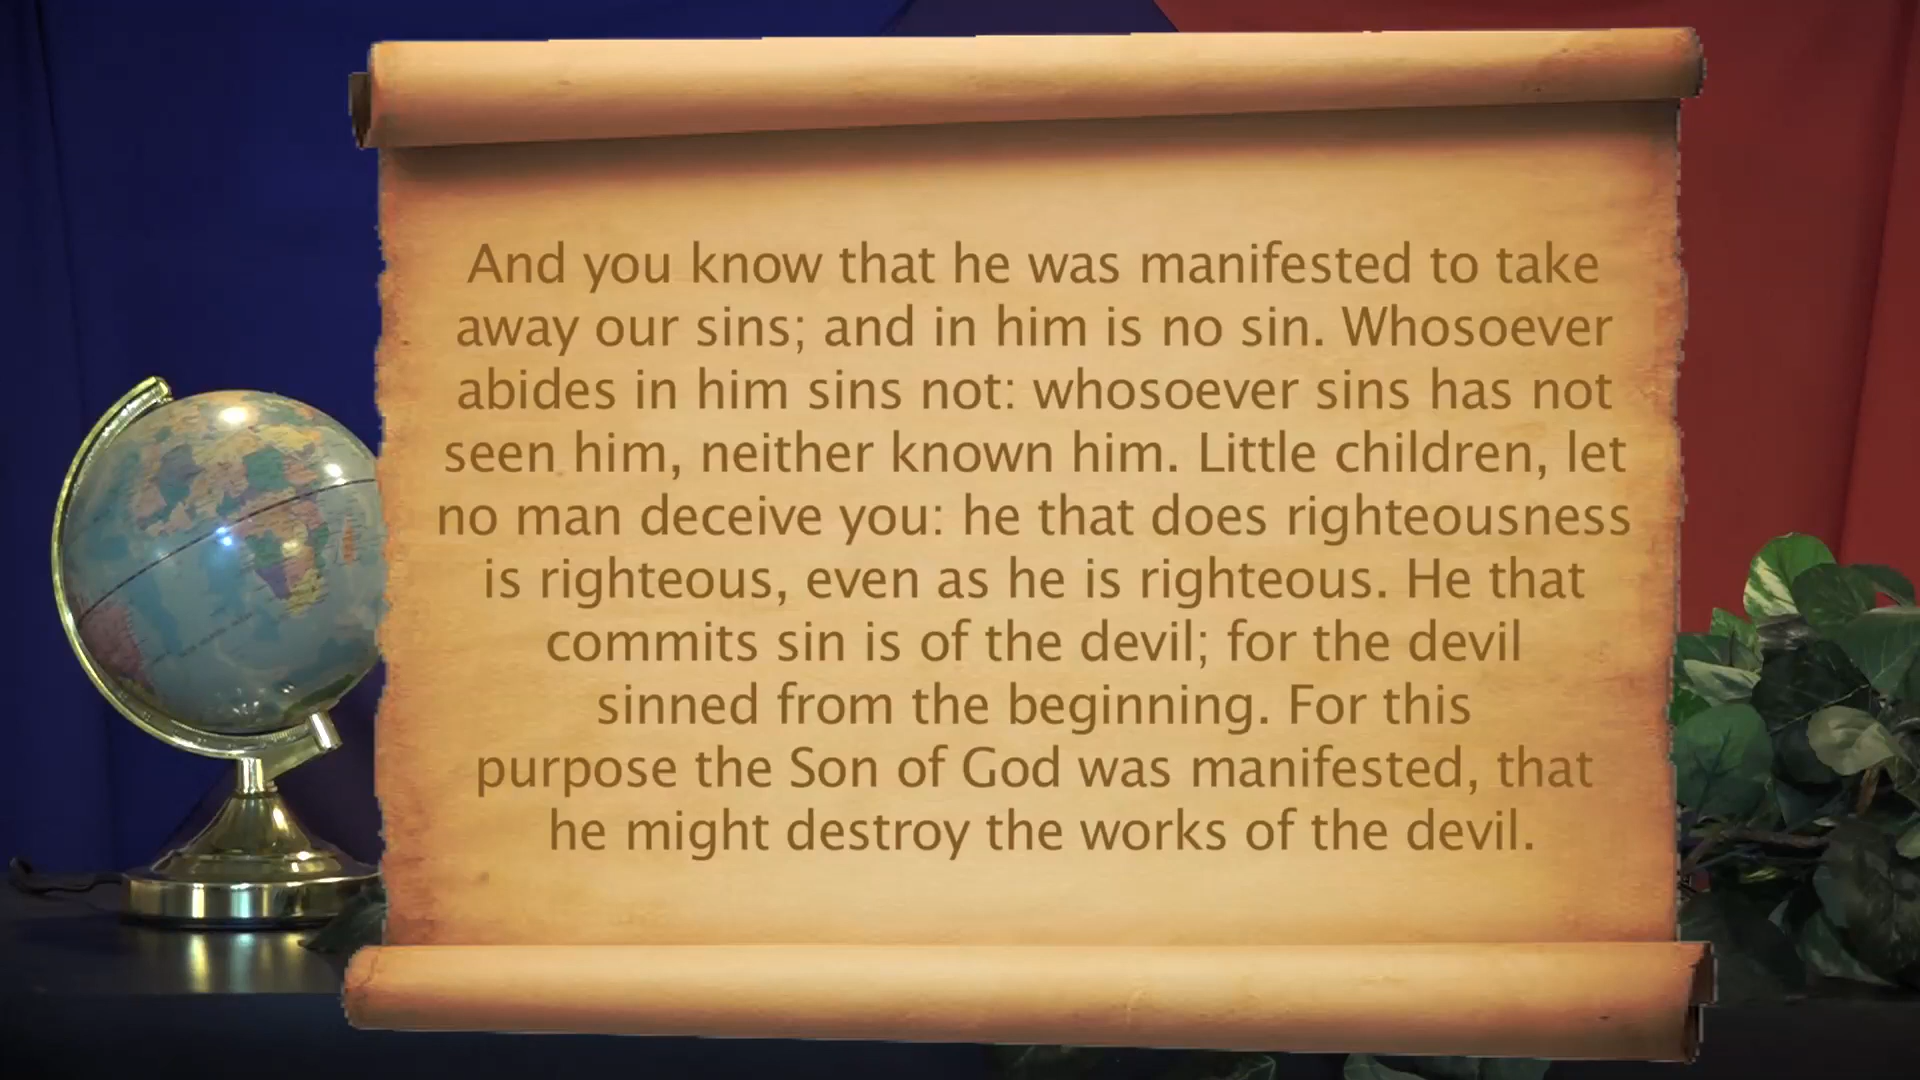 And you know that he was manifested to take
away our sins; and in him is no sin. Whosoever
abides in him sins not: whosoever sins has not
seen him, neither known him. Little children, let
no man deceive you: he that does righteousness
is righteous, even as he is righteous. He that
commits sin is of the devil; for the devil
sinned from the beginning. For this
purpose the Son of God was manifested, that
he might destroy the works of the devil.